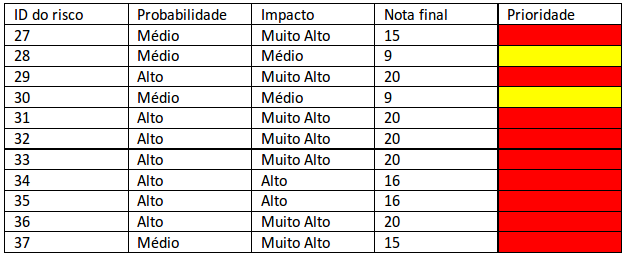 ID do risco Probabilidade Impacto Nota final Prioridade
27 Médio Muito Alto 15
28 Médio Médio 9
29 Alto Muito Alto 20
30 Médio Médio 9
31 Alto Muito Alto 20
32 Alto Muito Alto 20
33 Alto Muito Alto 20
34 Alto Alto 16
35 Alto Alto 16
36 Alto Muito Alto 20
37 Médio Muito Alto 15